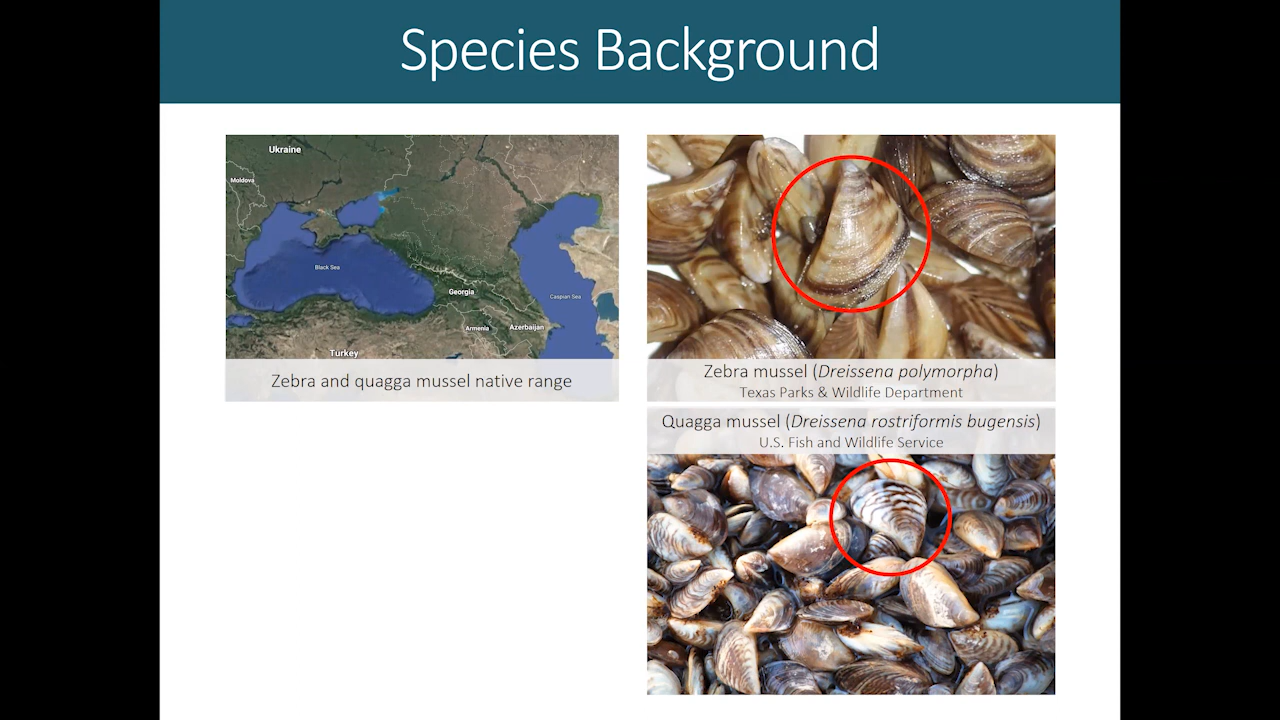 Species Background
Ukraine
Moldova
Black Sea
Georgia
Caspian Sea
Armenia
Azerbaijan
Turkey
Zebra and quagga mussel native range
Zebra mussel (Dreissena polymorpha)
Texas Parks & Wildlife Department
Quagga mussel (Dreissena rostriformis bugensis)
U.S. Fish and Wildlife Service